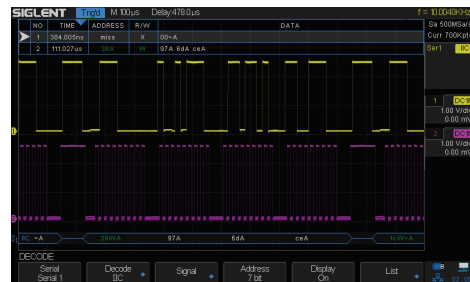 SIGLENT Trig'd M 100μs Delay:478.0μs f = 10.0040KHz
NO TIME ADDRESS R/W DATA
1 384.005ns miss X 00~A
2 111.027us 38A W 97A 6dA ceA
Sa 500MSa/s
Curr 700Kpts
Ser1 IIC
1 DC1M
1.00 V/div
0.00 mV
2 DC1M
1.00 V/div
0.00 mV
IIC ~A 38WA 97A 6dA ceA 1cW~A
DECODE
Serial Decode Signal Address Display List
Serial 1 IIC 7 bit On